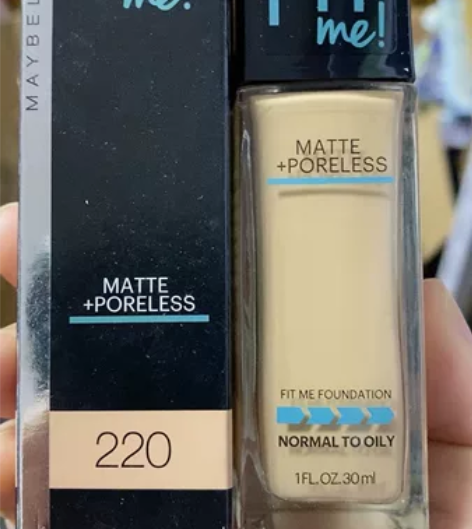 MAYBEL
me!
MATTE
+PORELESS
220
me!
MATTE
+PORELESS
FIT ME FOUNDATION
NORMAL TO OILY
1FL.OZ.30ml